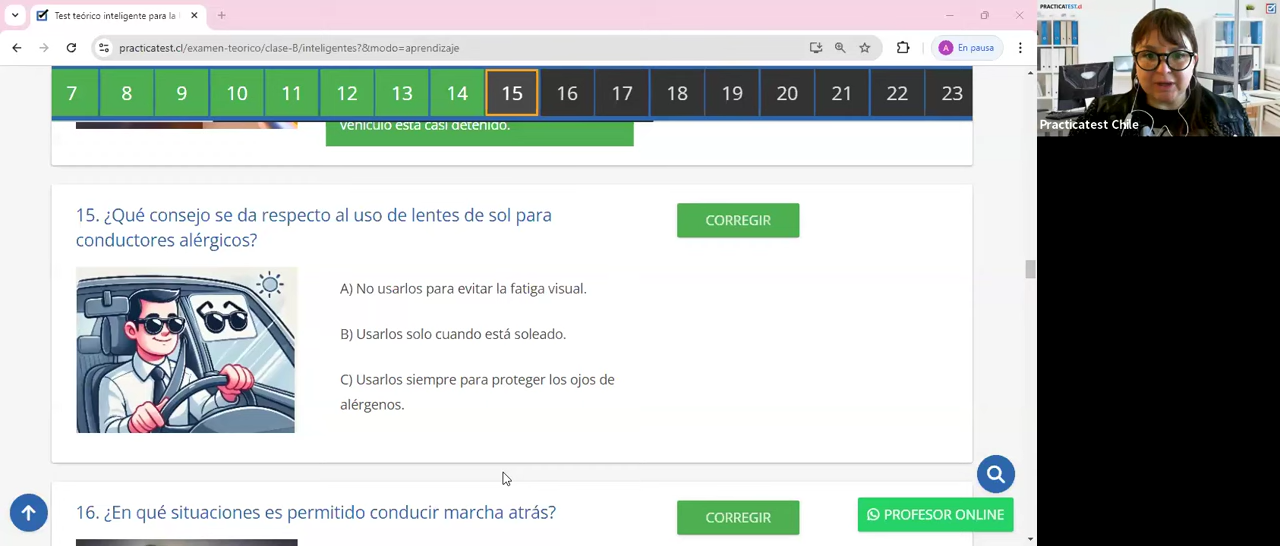 Test teórico inteligente para la
practicatest.cl/examen-teorico/clase-B/inteligentes?&modo=aprendizaje
A
En pausa
PRACTICATEST.cl
Practicatest Chile
7 8 9 10 11 12 13 14 15 16 17 18 19 20 21 22 23
vehículo está casi detenido.
15. ¿Qué consejo se da respecto al uso de lentes de sol para
conductores alérgicos?
CORREGIR
A) No usarlos para evitar la fatiga visual.
B) Usarlos solo cuando está soleado.
C) Usarlos siempre para proteger los ojos de
alérgenos.
16. ¿En qué situaciones es permitido conducir marcha atrás?
CORREGIR
PROFESOR ONLINE